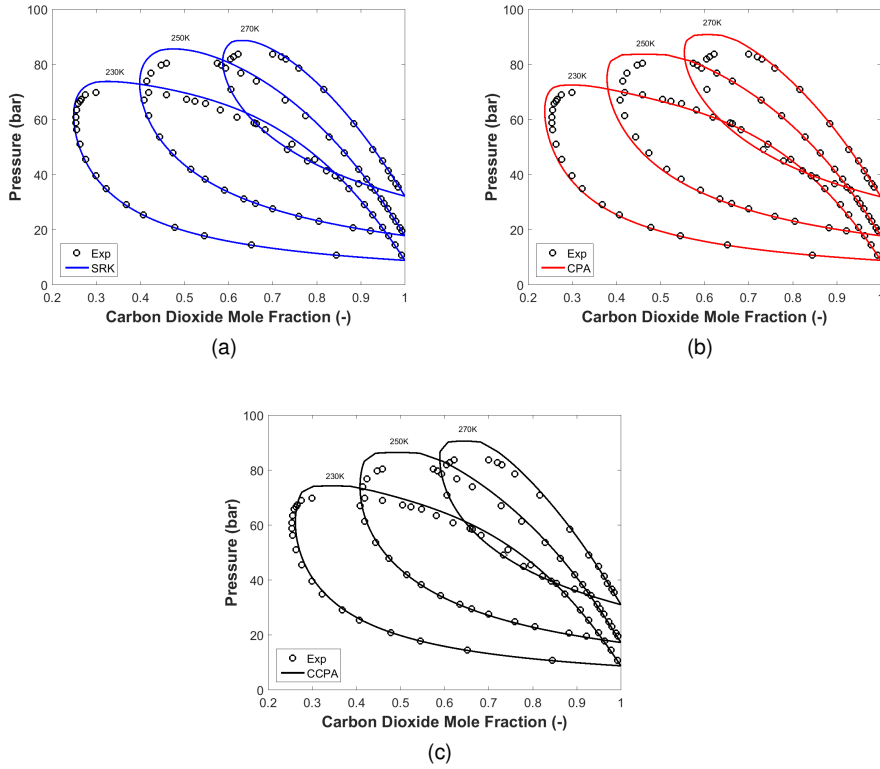 100
80
60
40
20
0
Pressure (bar)
230K
250K
270K
Exp
SRK
0.2 0.3 0.4 0.5 0.6 0.7 0.8 0.9 1
Carbon Dioxide Mole Fraction (-)
(a)
100
80
60
40
20
0
Pressure (bar)
230K
250K
270K
Exp
CPA
0.2 0.3 0.4 0.5 0.6 0.7 0.8 0.9 1
Carbon Dioxide Mole Fraction (-)
(b)
100
80
60
40
20
0
Pressure (bar)
230K
250K
270K
Exp
CCPA
0.2 0.3 0.4 0.5 0.6 0.7 0.8 0.9 1
Carbon Dioxide Mole Fraction (-)
(c)